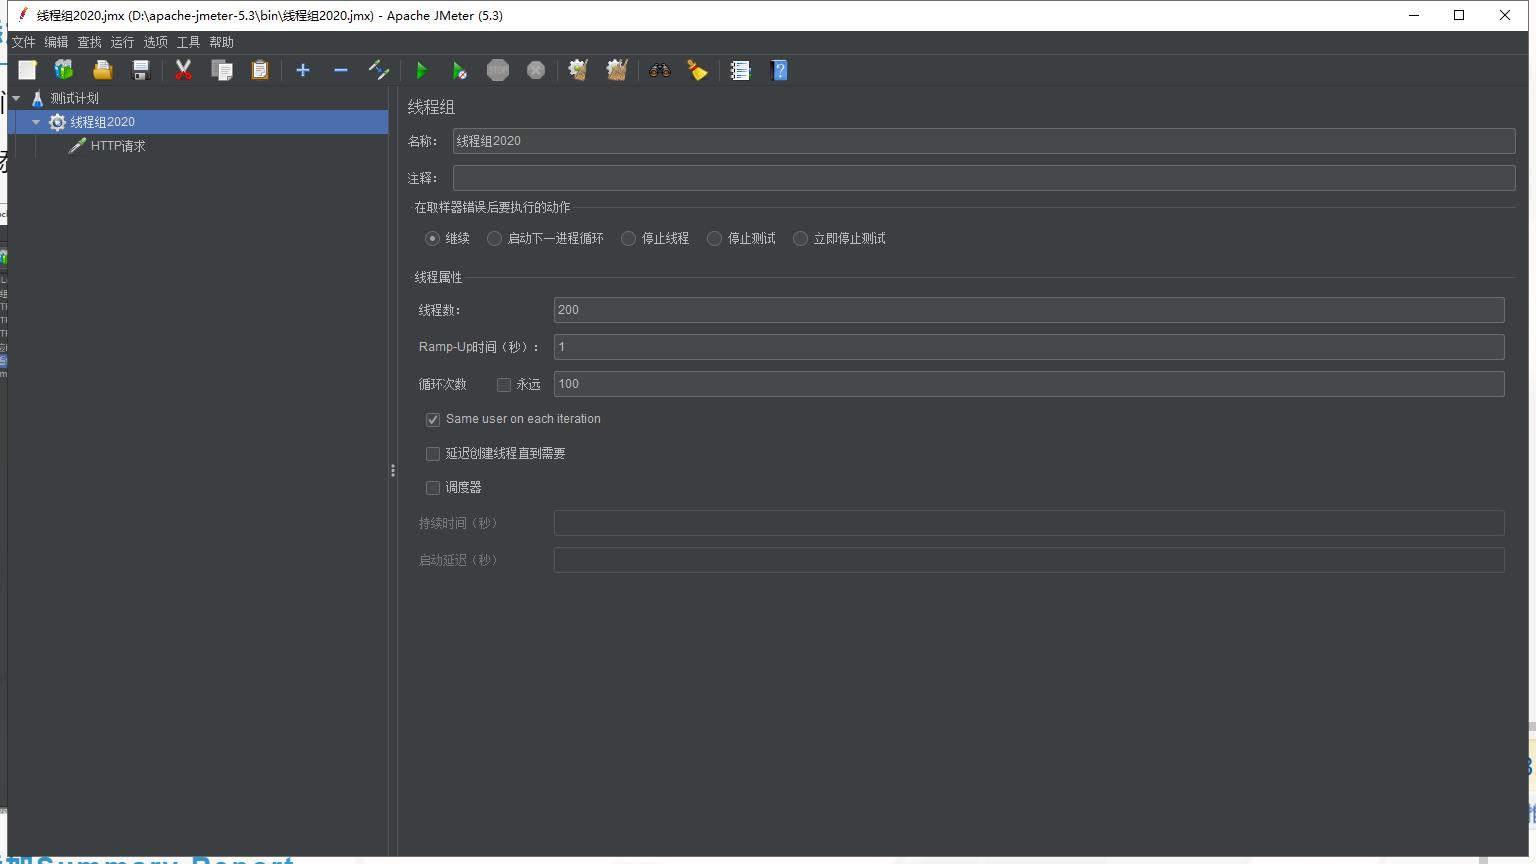 线程组2020.jmx (D:\apache-jmeter-5.3\bin\线程组2020.jmx) - Apache JMeter (5.3)
文件 编辑 查找 运行 选项 工具 帮助
STOP
测试计划
线程组2020
HTTP请求
线程组
名称： 线程组2020
注释：
在取样器错误后要执行的动作
继续 启动下一进程循环 停止线程 停止测试 立即停止测试
线程属性
线程数： 200
Ramp-Up时间（秒）： 1
循环次数 永远 100
Same user on each iteration
延迟创建线程直到需要
调度器
持续时间（秒）
启动延迟（秒）
Summary Report